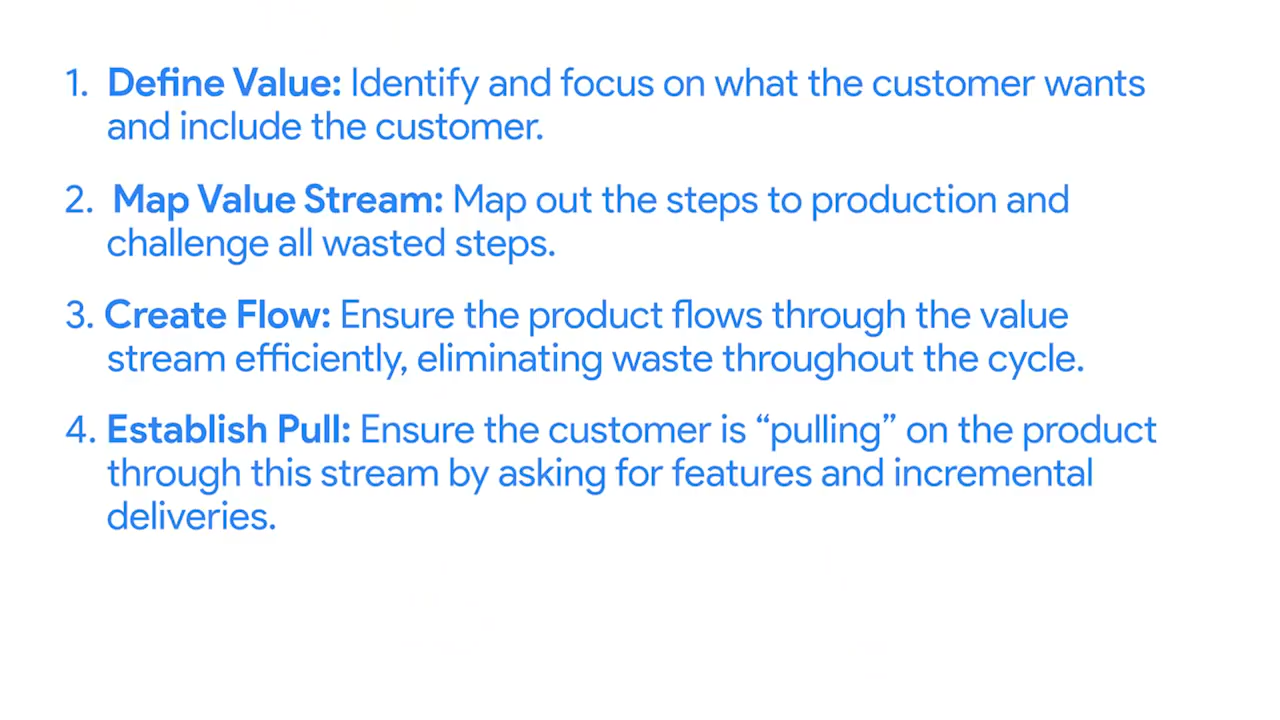 1. Define Value: Identify and focus on what the customer wants
and include the customer.
2. Map Value Stream: Map out the steps to production and
challenge all wasted steps.
3. Create Flow: Ensure the product flows through the value
stream efficiently, eliminating waste throughout the cycle.
4. Establish Pull: Ensure the customer is “pulling” on the product
through this stream by asking for features and incremental
deliveries.